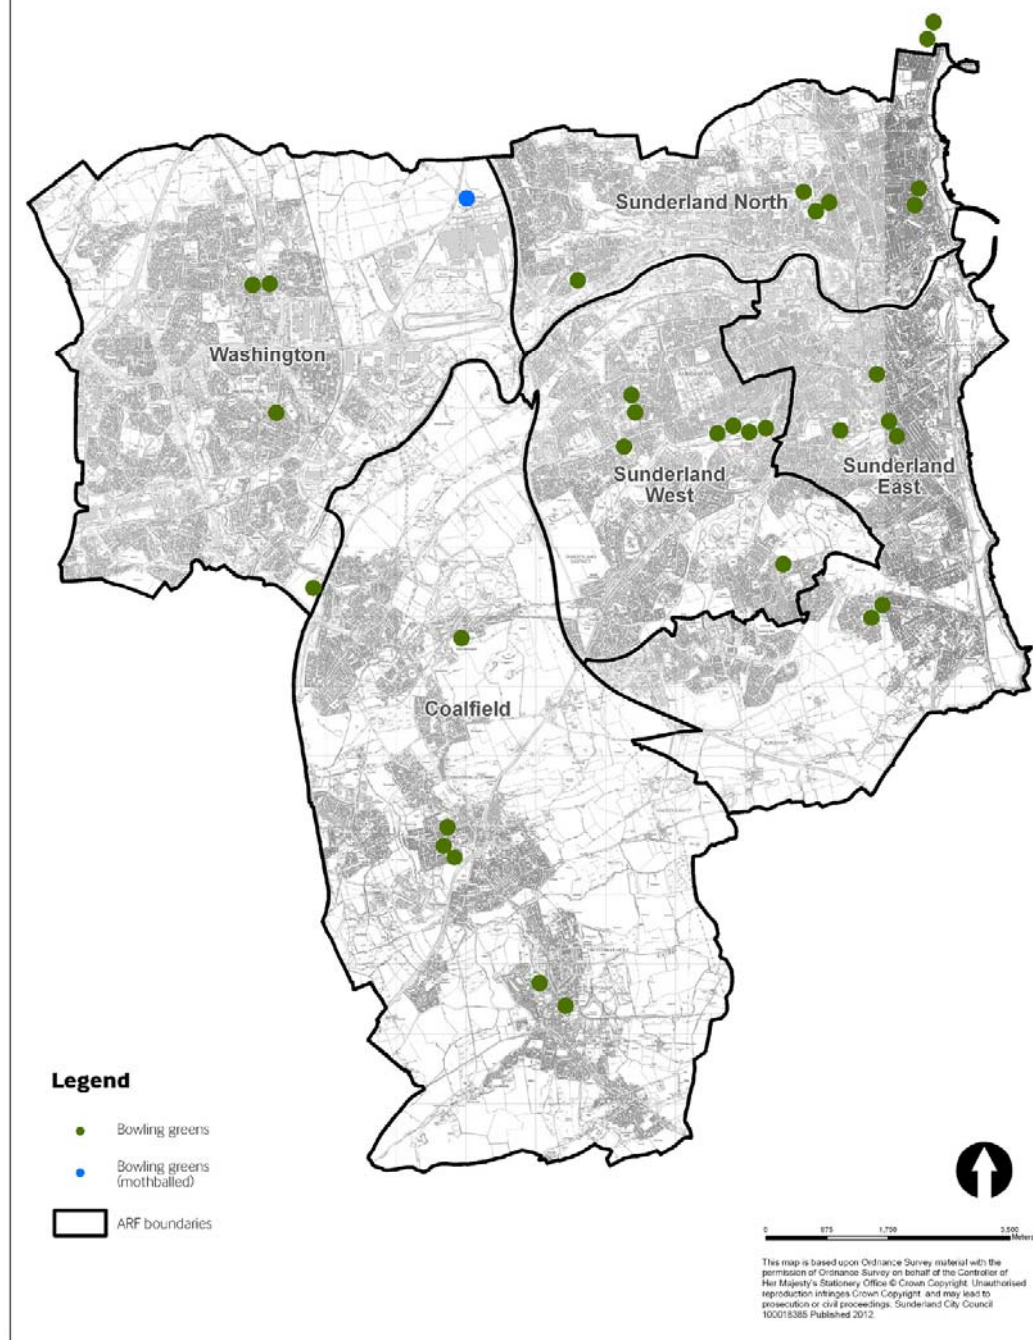 Sunderland North
Washington
Sunderland
West
Sunderland
East
Coalfield
Legend
Bowling greens
Bowling greens
(mothballed)
ARF boundaries
0 875 1,750 3,500
Meters
This map is based upon Ordnance Survey material with the
permission of Ordnance Survey on behalf of the Controller of
Her Majesty's Stationery Office © Crown Copyright. Unauthorised
reproduction infringes Crown Copyright and may lead to
prosecution or civil proceedings. Sunderland City Council
100018385 Published 2012.